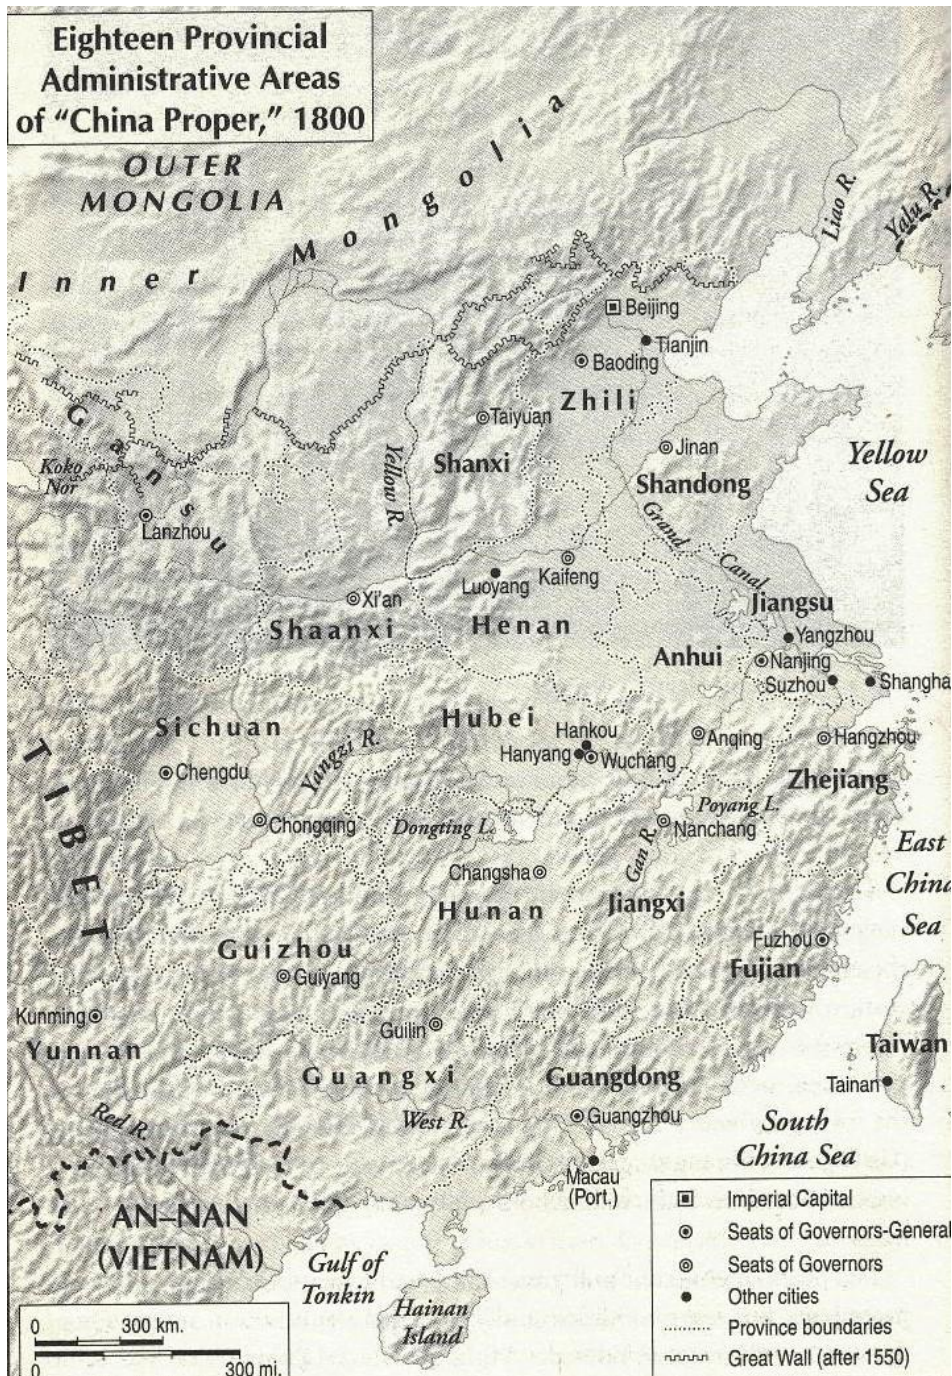 Eighteen Provincial
Administrative Areas
of "China Proper," 1800
OUTER
MONGOLIA
Inner Mongolia
Liao R.
Yalu R.
Beijing
Tianjin
Baoding
Zhili
Gansu
Taiyuan
Koko
Nor
Yellow R.
Shanxi
Jinan
Shandong
Yellow
Sea
Lanzhou
Grand
Canal
Kaifeng
Luoyang
Xi'an
Jiangsu
Shaanxi
Henan
Yangzhou
Anhui
Nanjing
Suzhou
Shangha
Sichuan
Hubei
Hankou
Hanyang
Wuchang
Anqing
Hangzhou
TIBET
Yangzi R.
Chengdu
Zhejiang
Chongqing
Dongting L.
Poyang L.
Nanchang
Gan R.
East
China
Sea
Changsha
Hunan
Jiangxi
Guizhou
Guiyang
Fuzhou
Fujian
Kunming
Yunnan
Guilin
Taiwan
Guangxi
Guangdong
Tainan
Red R.
West R.
Guangzhou
South
China Sea
Macau
(Port.)
AN–NAN
(VIETNAM)
Gulf of
Tonkin
Hainan
Island
Imperial Capital
Seats of Governors-General
Seats of Governors
Other cities
Province boundaries
Great Wall (after 1550)
0 300 km.
0 300 mi.